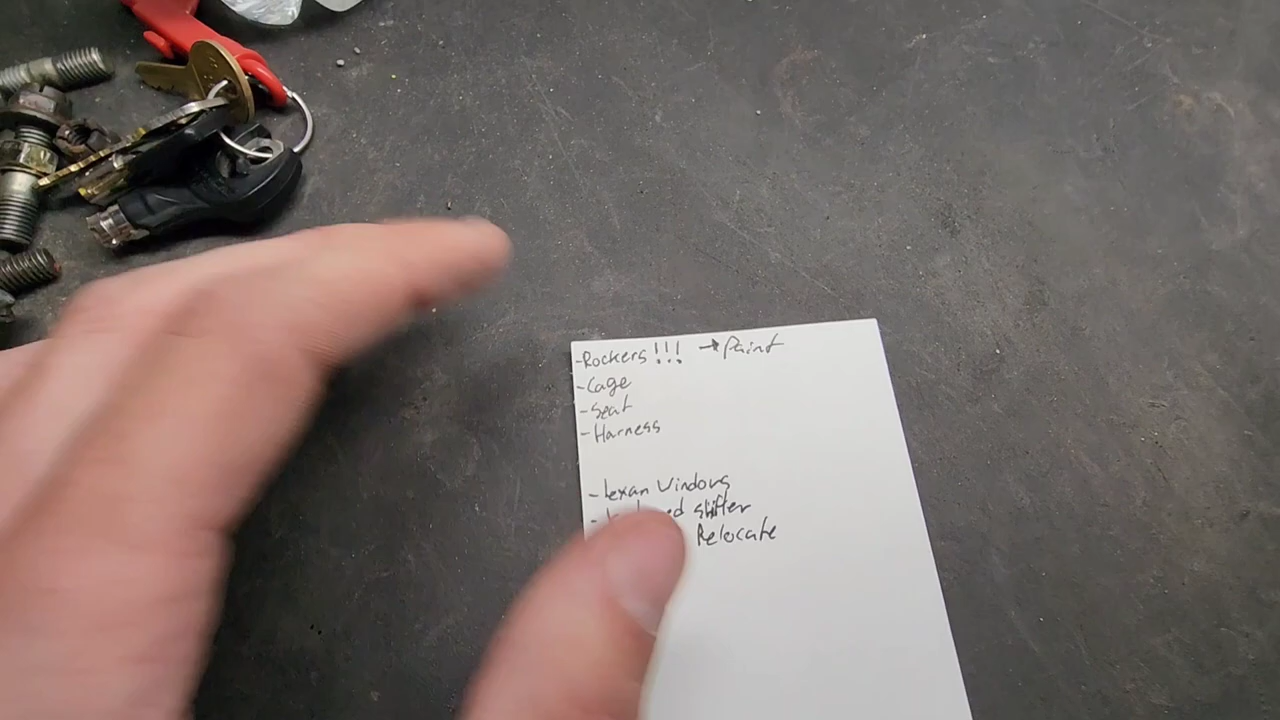 -Rockers!!! →Paint
-Cage
-Seat
-Harness
-Lexan Windows
- shifter
Relocate